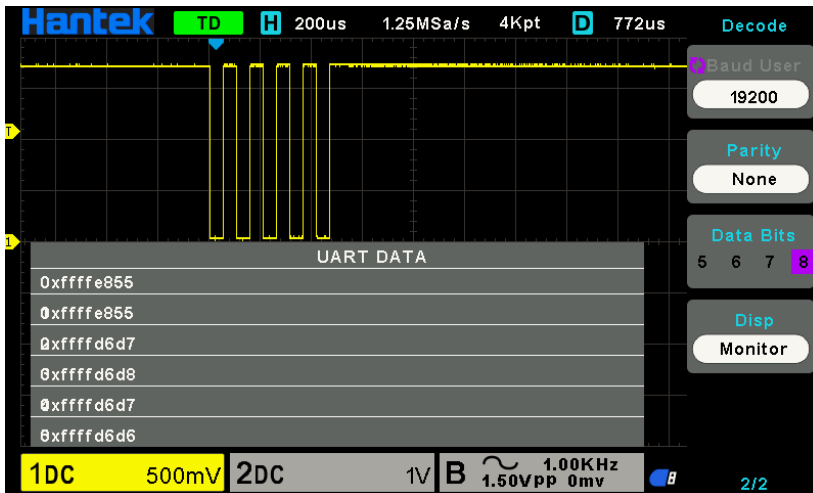 Hantek TD H 200us 1.25MSa/s 4Kpt D 772us Decode
Baud User
19200
T
Parity
None
1
Data Bits
5 6 7 8
UART DATA
0xffffe855
0xffffe855
0xffffd6d7
Disp
Monitor
0xffffd6d8
0xffffd6d7
0xffffd6d6
1DC 500mV 2DC 1V B 1.00KHz
1.50Vpp 0mv
2/2